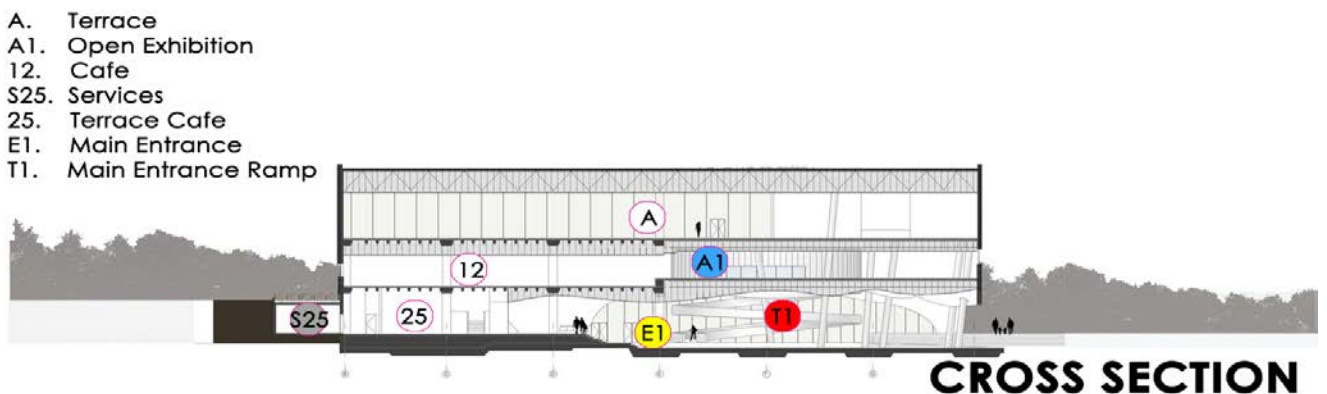 A. Terrace
A1. Open Exhibition
12. Cafe
S25. Services
25. Terrace Cafe
E1. Main Entrance
T1. Main Entrance Ramp
A
12
A1
S25
25
E1
T1
CROSS SECTION